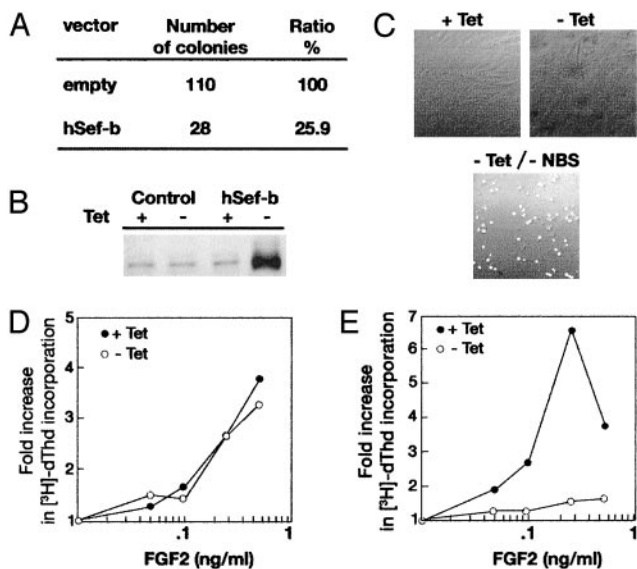 A
vector Number of colonies Ratio %
empty 110 100
hSef-b 28 25.9
B
Control hSef-b
Tet + - + -
C
+ Tet - Tet
- Tet / - NBS
D
Fold increase in [³H]-dThd incorporation
5
4
3
2
1
● + Tet
○ - Tet
.1 1
FGF2 (ng/ml)
E
Fold increase in [³H]-dThd incorporation
7
6
5
4
3
2
1
● + Tet
○ - Tet
.1 1
FGF2 (ng/ml)